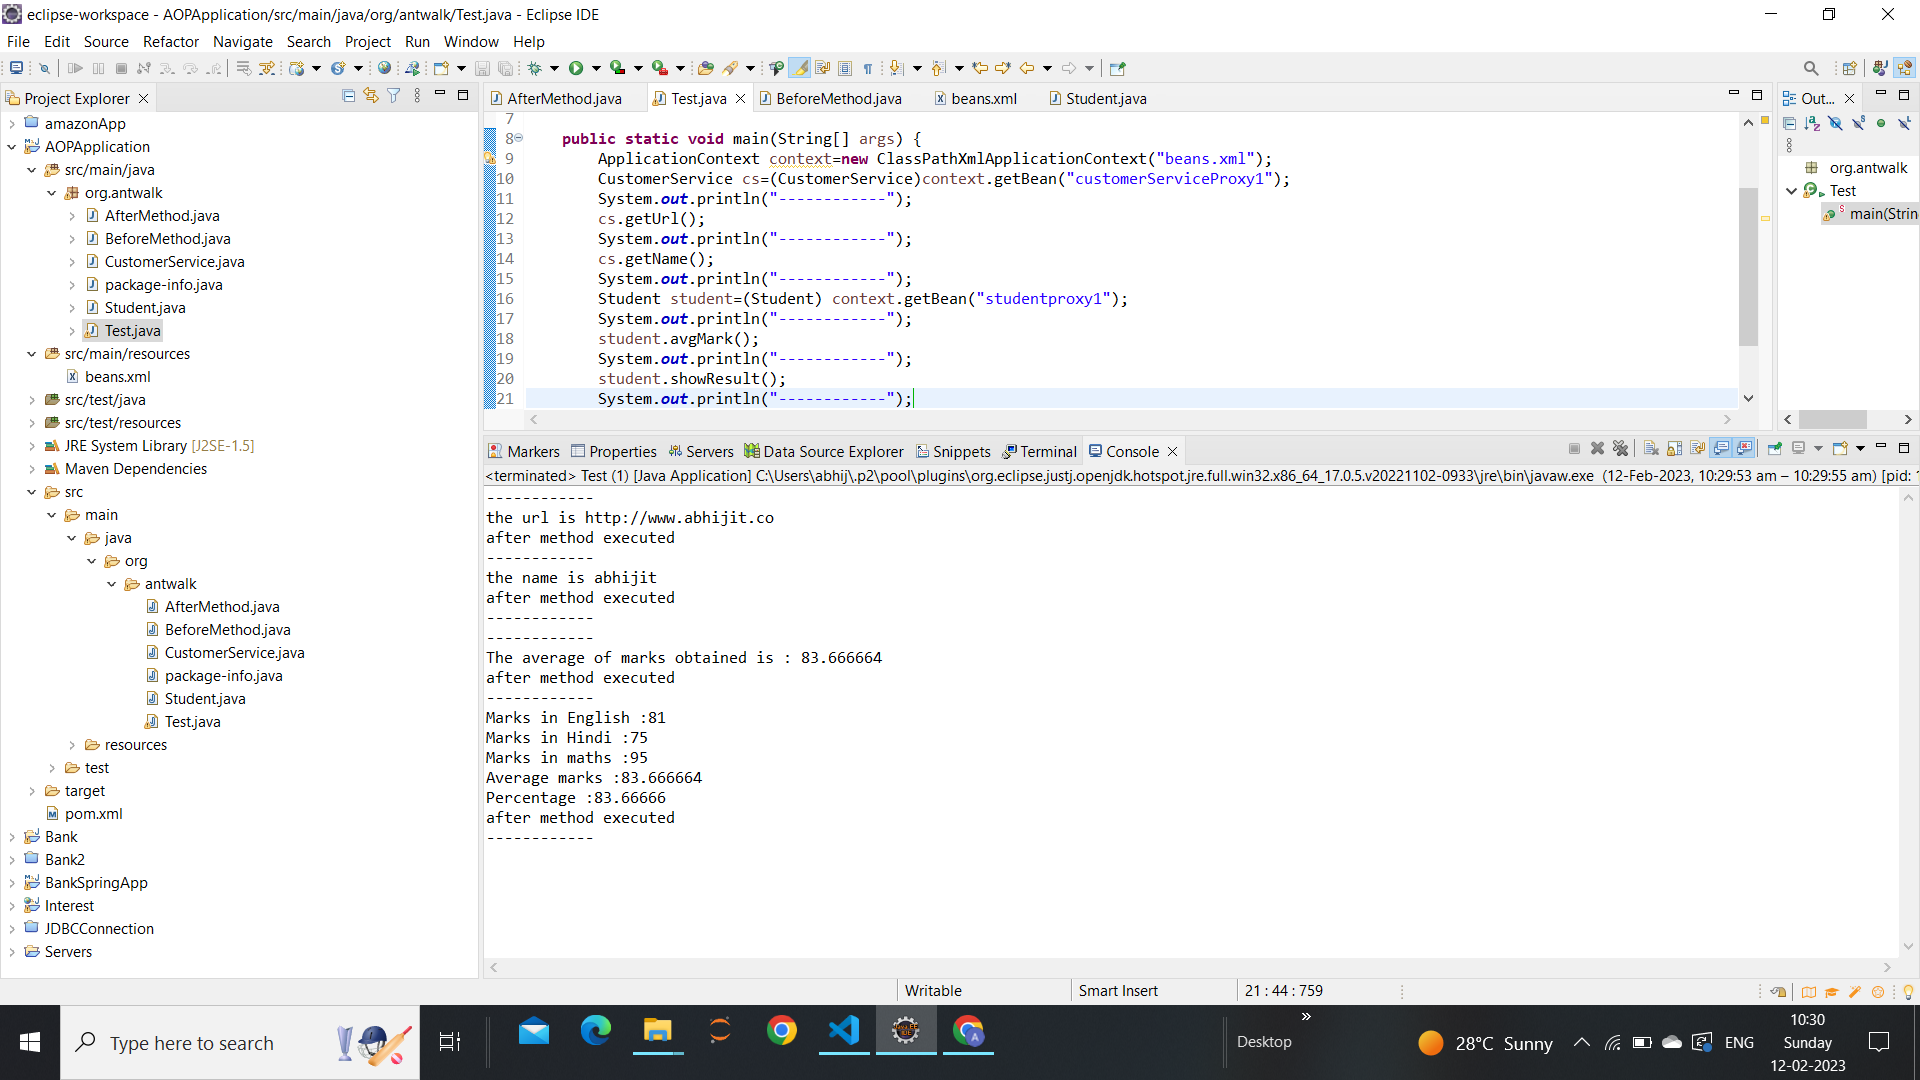 eclipse-workspace - AOPApplication/src/main/java/org/antwalk/Test.java - Eclipse IDE
File Edit Source Refactor Navigate Search Project Run Window Help
Project Explorer
amazonApp
AOPApplication
src/main/java
org.antwalk
AfterMethod.java
BeforeMethod.java
CustomerService.java
package-info.java
Student.java
Test.java
src/main/resources
beans.xml
src/test/java
src/test/resources
JRE System Library [J2SE-1.5]
Maven Dependencies
src
main
java
org
antwalk
AfterMethod.java
BeforeMethod.java
CustomerService.java
package-info.java
Student.java
Test.java
resources
test
target
pom.xml
Bank
Bank2
BankSpringApp
Interest
JDBCConnection
Servers
AfterMethod.java Test.java BeforeMethod.java beans.xml Student.java
7
8 public static void main(String[] args) {
9 ApplicationContext context=new ClassPathXmlApplicationContext("beans.xml");
10 CustomerService cs=(CustomerService)context.getBean("customerServiceProxy1");
11 System.out.println("------------");
12 cs.getUrl();
13 System.out.println("------------");
14 cs.getName();
15 System.out.println("------------");
16 Student student=(Student) context.getBean("studentproxy1");
17 System.out.println("------------");
18 student.avgMark();
19 System.out.println("------------");
20 student.showResult();
21 System.out.println("------------");
Out...
org.antwalk
Test
main(Strin
Markers Properties Servers Data Source Explorer Snippets Terminal Console
<terminated> Test (1) [Java Application] C:\Users\abhij\.p2\pool\plugins\org.eclipse.justj.openjdk.hotspot.jre.full.win32.x86_64_17.0.5.v20221102-0933\jre\bin\javaw.exe (12-Feb-2023, 10:29:53 am – 10:29:55 am) [pid: 1
------------
the url is http://www.abhijit.co
after method executed
------------
the name is abhijit
after method executed
------------
------------
The average of marks obtained is : 83.666664
after method executed
------------
Marks in English :81
Marks in Hindi :75
Marks in maths :95
Average marks :83.666664
Percentage :83.66666
after method executed
------------
Writable Smart Insert 21 : 44 : 759
Type here to search
Desktop
28°C Sunny
ENG
10:30
Sunday
12-02-2023